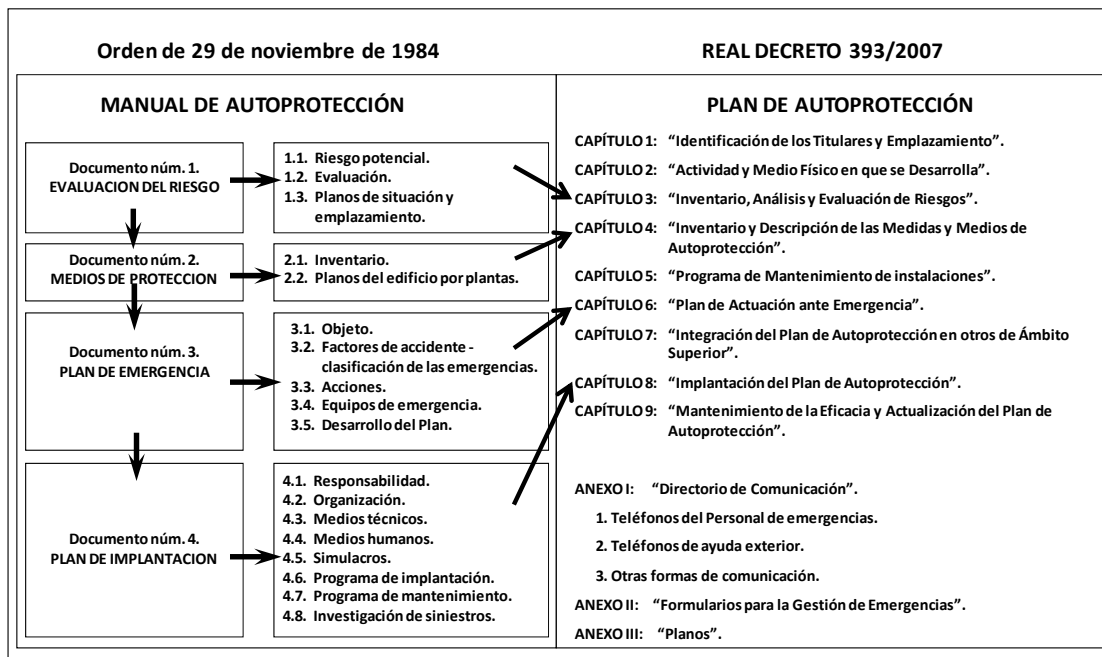 Orden de 29 de noviembre de 1984
MANUAL DE AUTOPROTECCIÓN
Documento núm. 1.
EVALUACION DEL RIESGO
1.1. Riesgo potencial.
1.2. Evaluación.
1.3. Planos de situación y
emplazamiento.
Documento núm. 2.
MEDIOS DE PROTECCION
2.1. Inventario.
2.2. Planos del edificio por plantas.
Documento núm. 3.
PLAN DE EMERGENCIA
3.1. Objeto.
3.2. Factores de accidente -
clasificación de las emergencias.
3.3. Acciones.
3.4. Equipos de emergencia.
3.5. Desarrollo del Plan.
Documento núm. 4.
PLAN DE IMPLANTACION
4.1. Responsabilidad.
4.2. Organización.
4.3. Medios técnicos.
4.4. Medios humanos.
4.5. Simulacros.
4.6. Programa de implantación.
4.7. Programa de mantenimiento.
4.8. Investigación de siniestros.
REAL DECRETO 393/2007
PLAN DE AUTOPROTECCIÓN
CAPÍTULO 1: “Identificación de los Titulares y Emplazamiento”.
CAPÍTULO 2: “Actividad y Medio Físico en que se Desarrolla”.
CAPÍTULO 3: “Inventario, Análisis y Evaluación de Riesgos”.
CAPÍTULO 4: “Inventario y Descripción de las Medidas y Medios de
Autoprotección”.
CAPÍTULO 5: “Programa de Mantenimiento de instalaciones”.
CAPÍTULO 6: “Plan de Actuación ante Emergencia”.
CAPÍTULO 7: “Integración del Plan de Autoprotección en otros de Ámbito
Superior”.
CAPÍTULO 8: “Implantación del Plan de Autoprotección”.
CAPÍTULO 9: “Mantenimiento de la Eficacia y Actualización del Plan de
Autoprotección”.
ANEXO I: “Directorio de Comunicación”.
1. Teléfonos del Personal de emergencias.
2. Teléfonos de ayuda exterior.
3. Otras formas de comunicación.
ANEXO II: “Formularios para la Gestión de Emergencias”.
ANEXO III: “Planos”.